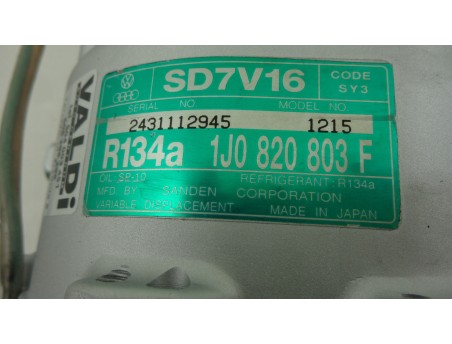 SD7V16
CODE
SY3
SERIAL NO
MODEL NO
2431112945
1215
R134a 1J0 820 803 F
OIL SP-10
REFRIGERANT: R134a
MFD. BY SANDEN CORPORATION
VARIABLE DISPLACEMENT MADE IN JAPAN
VALDi